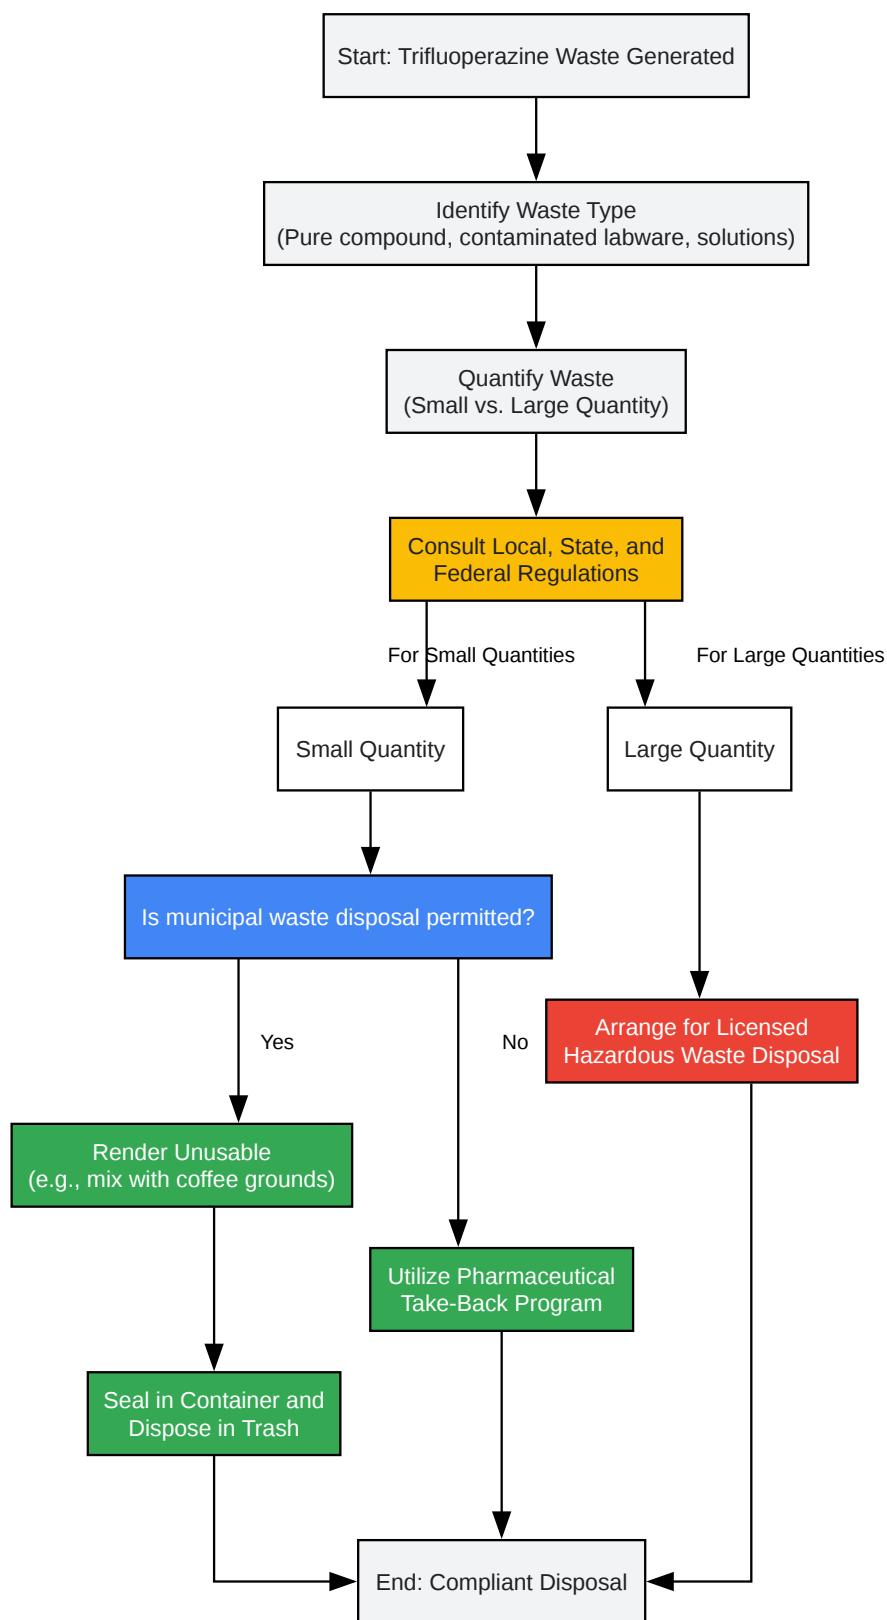 Start: Trifluoperazine Waste Generated
Identify Waste Type
(Pure compound, contaminated labware, solutions)
Quantify Waste
(Small vs. Large Quantity)
Consult Local, State, and
Federal Regulations
For Small Quantities
For Large Quantities
Small Quantity
Large Quantity
Is municipal waste disposal permitted?
Yes
No
Arrange for Licensed
Hazardous Waste Disposal
Render Unusable
(e.g., mix with coffee grounds)
Utilize Pharmaceutical
Take-Back Program
Seal in Container and
Dispose in Trash
End: Compliant Disposal